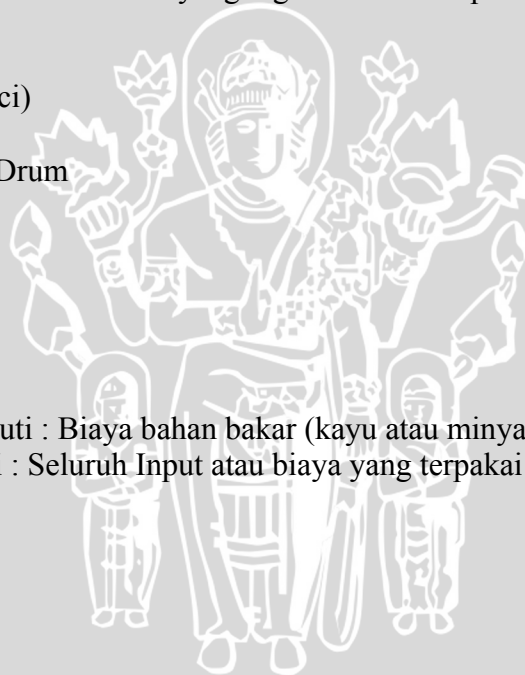 ci)
Drum
uti : Biaya bahan bakar (kayu atau minya
: Seluruh Input atau biaya yang terpakai